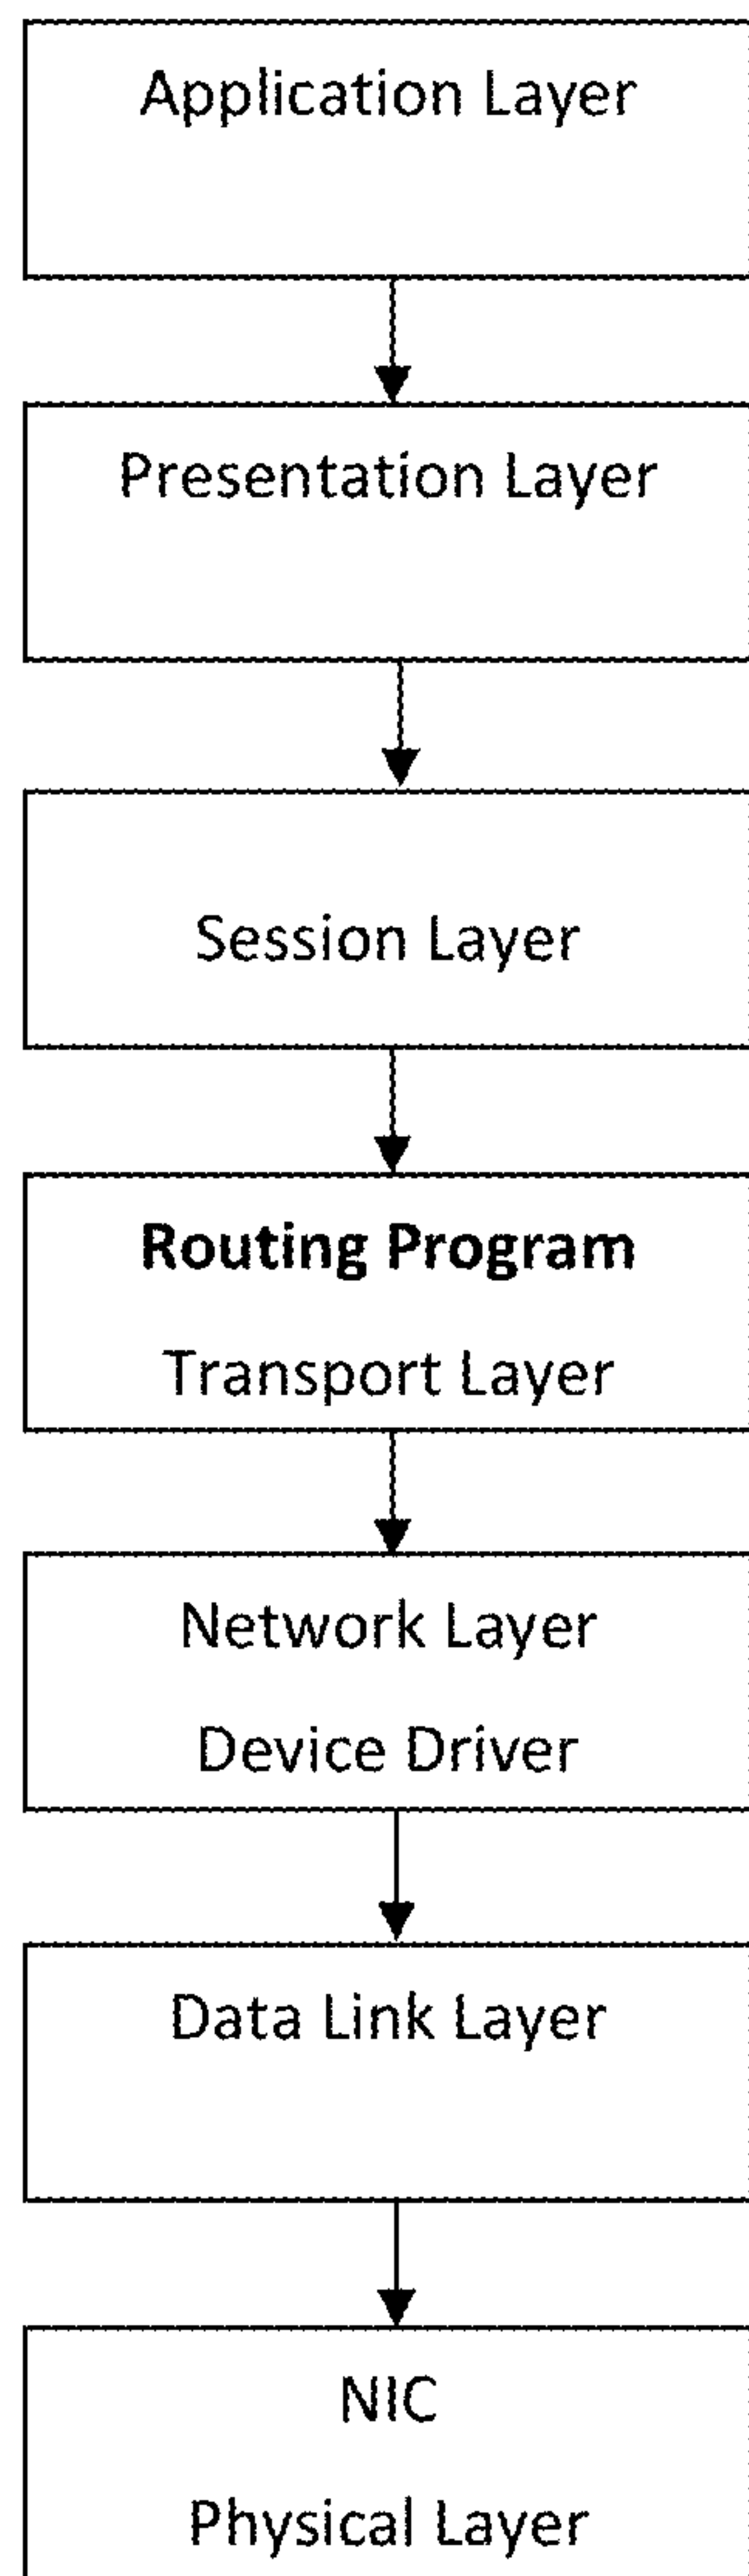 Application Layer
Presentation Layer
Session Layer
Routing Program
Transport Layer
Network Layer
Device Driver
Data Link Layer
NIC
Physical Layer